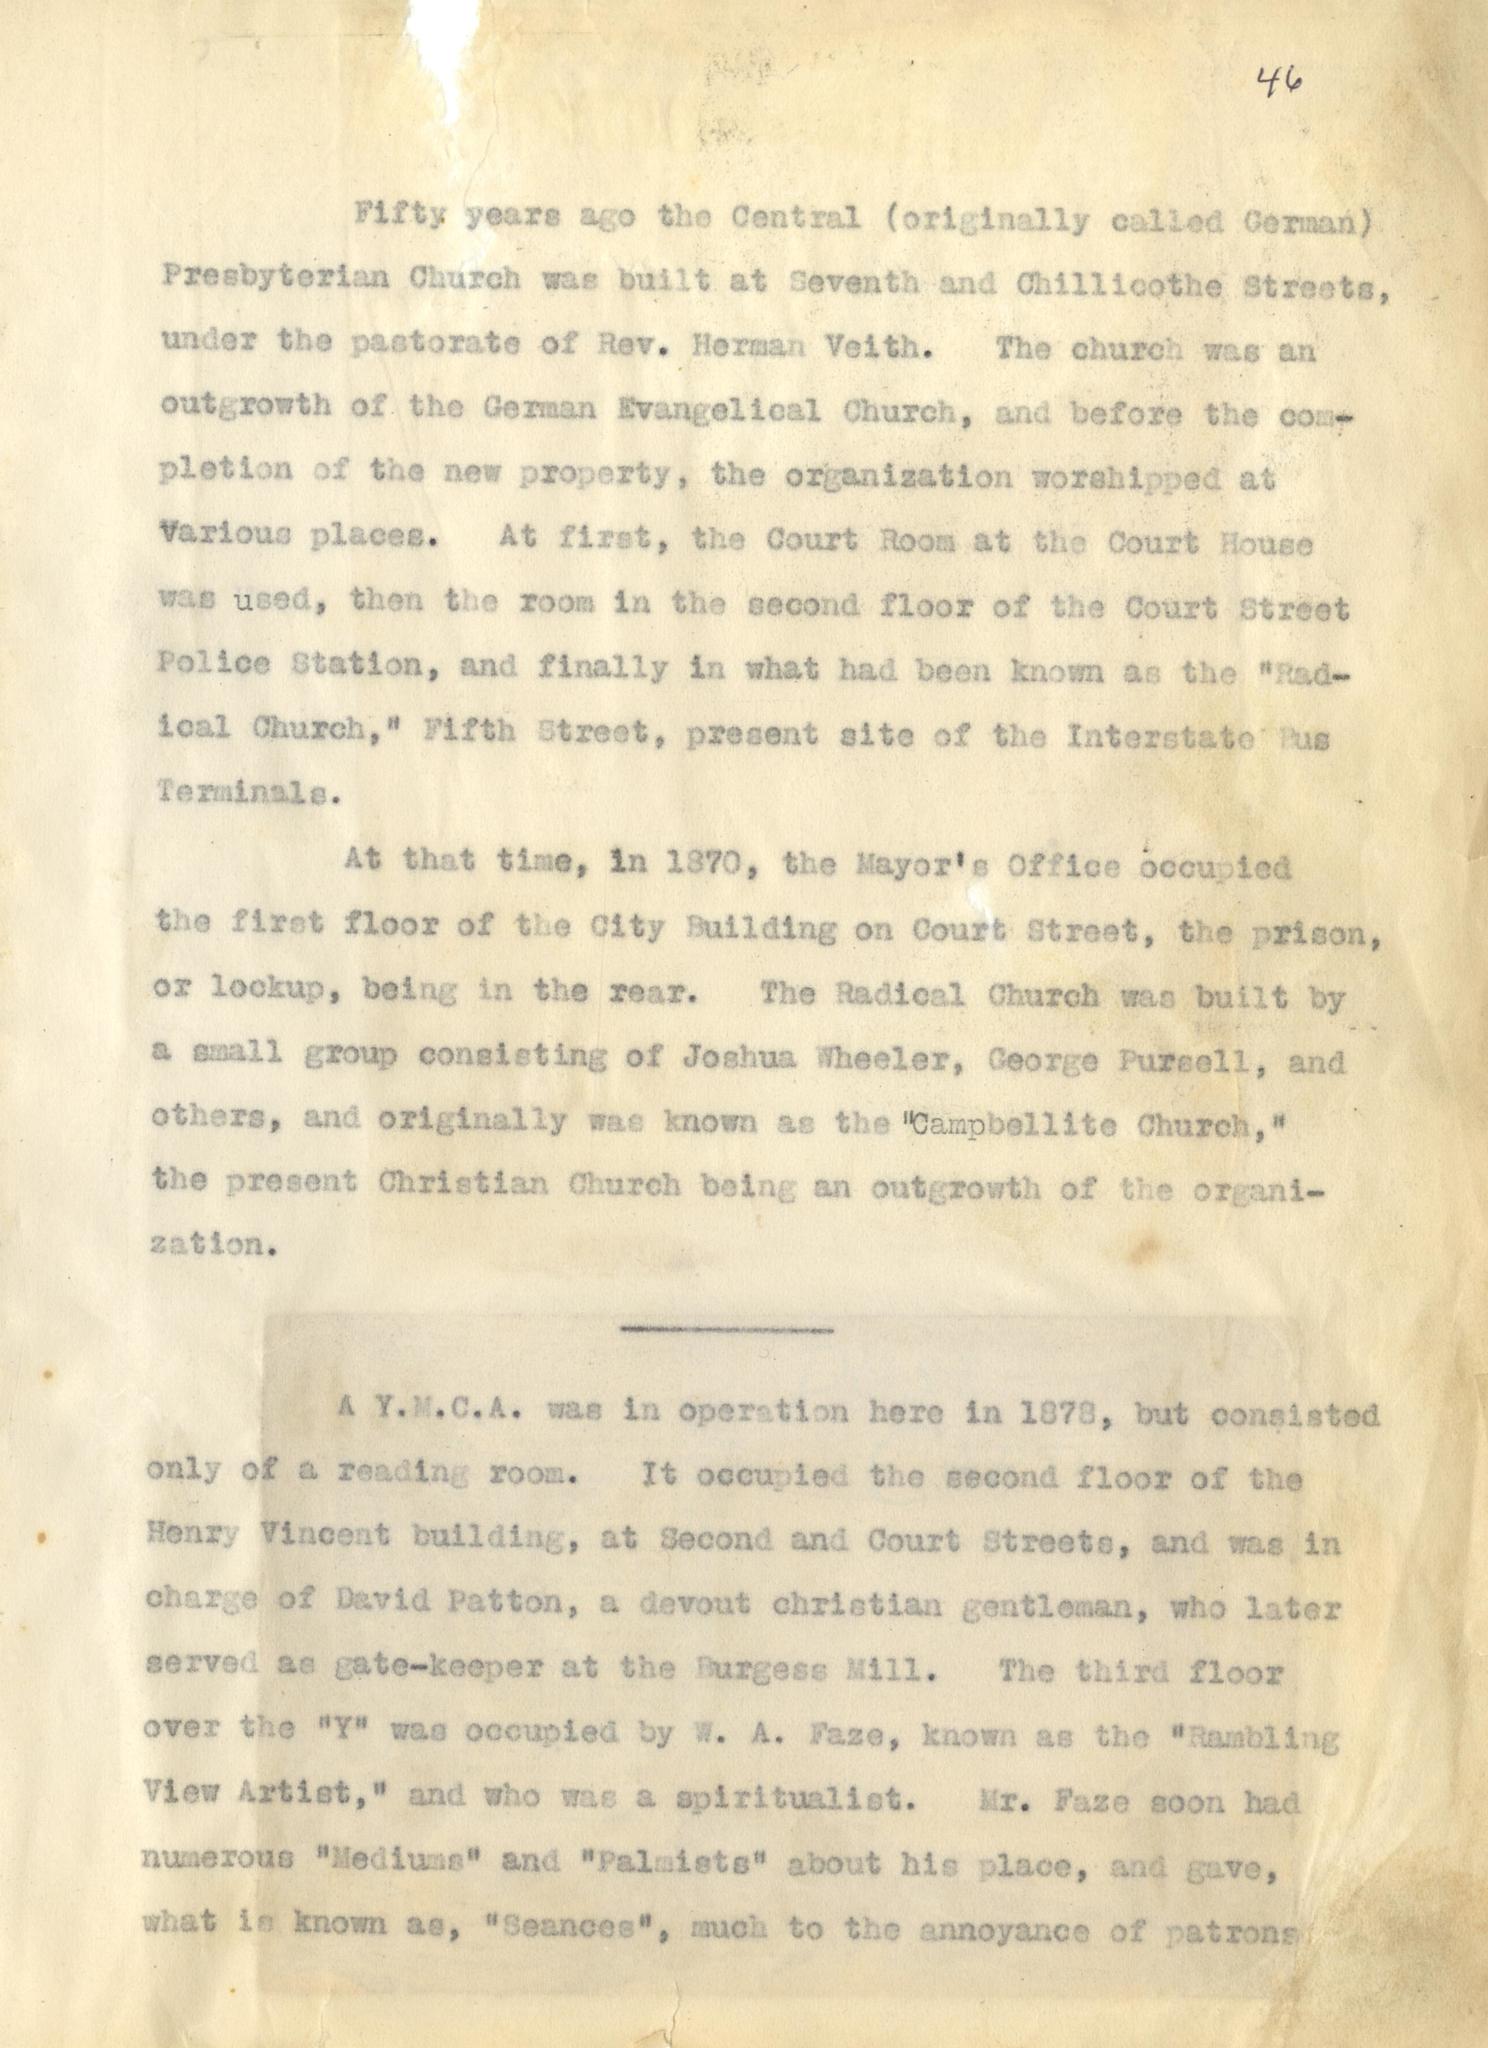 46
Fifty years ago the Central (originally called German)
Presbyterian Church was built at Seventh and Chillicothe Streets,
under the pastorate of Rev. Herman Veith. The church was an
outgrowth of the German Evangelical Church, and before the com-
pletion of the new property, the organization worshipped at
various places. At first, the Court Room at the Court House
was used, then the room in the second floor of the Court Street
Police Station, and finally in what had been known as the "Rad-
ical Church," Fifth Street, present site of the Interstate Bus
Terminals.
At that time, in 1870, the Mayor's Office occupied
the first floor of the City Building on Court Street, the prison,
or lockup, being in the rear. The Radical Church was built by
a small group consisting of Joshua Wheeler, George Pursell, and
others, and originally was known as the "Campbellite Church,"
the present Christian Church being an outgrowth of the organi-
zation.
A Y.M.C.A. was in operation here in 1878, but consisted
only of a reading room. It occupied the second floor of the
Henry Vincent building, at Second and Court Streets, and was in
charge of David Patton, a devout christian gentleman, who later
served as gate-keeper at the Burgess Mill. The third floor
over the "Y" was occupied by W. A. Faze, known as the "Rambling
View Artist," and who was a spiritualist. Mr. Faze soon had
numerous "Mediums" and "Palmists" about his place, and gave,
what is known as, "Seances", much to the annoyance of patrons